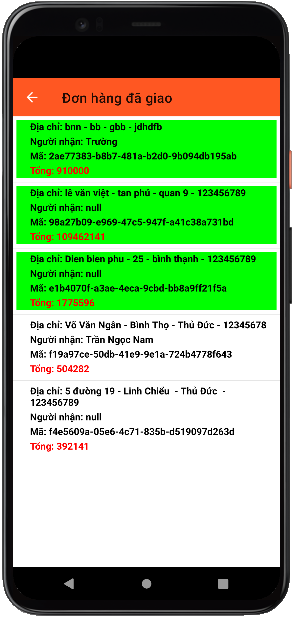 Đơn hàng đã giao
Địa chỉ: bnn - bb - gbb - jdhdfb
Người nhận: Trường
Mã: 2ae77383-b8b7-481a-b2d0-9b094db195ab
Tổng: 910000
Địa chỉ: lê văn việt - tan phú - quan 9 - 123456789
Người nhận: null
Mã: 98a27b09-e969-47c5-947f-a41c38a731bd
Tổng: 109462141
Địa chỉ: Dien bien phu - 25 - bình thạnh - 123456789
Người nhận: null
Mã: e1b4070f-a3ae-4eca-9cbd-bb8a9ff21f5a
Tổng: 1775596
Địa chỉ: Võ Văn Ngân - Bình Thọ - Thủ Đức - 12345678
Người nhận: Trần Ngọc Nam
Mã: f19a97ce-50db-41e9-9e1a-724b4778f643
Tổng: 504282
Địa chỉ: 5 đường 19 - Linh Chiểu - Thủ Đức -
123456789
Người nhận: null
Mã: f4e5609a-05e6-4c71-835b-d519097d263d
Tổng: 392141